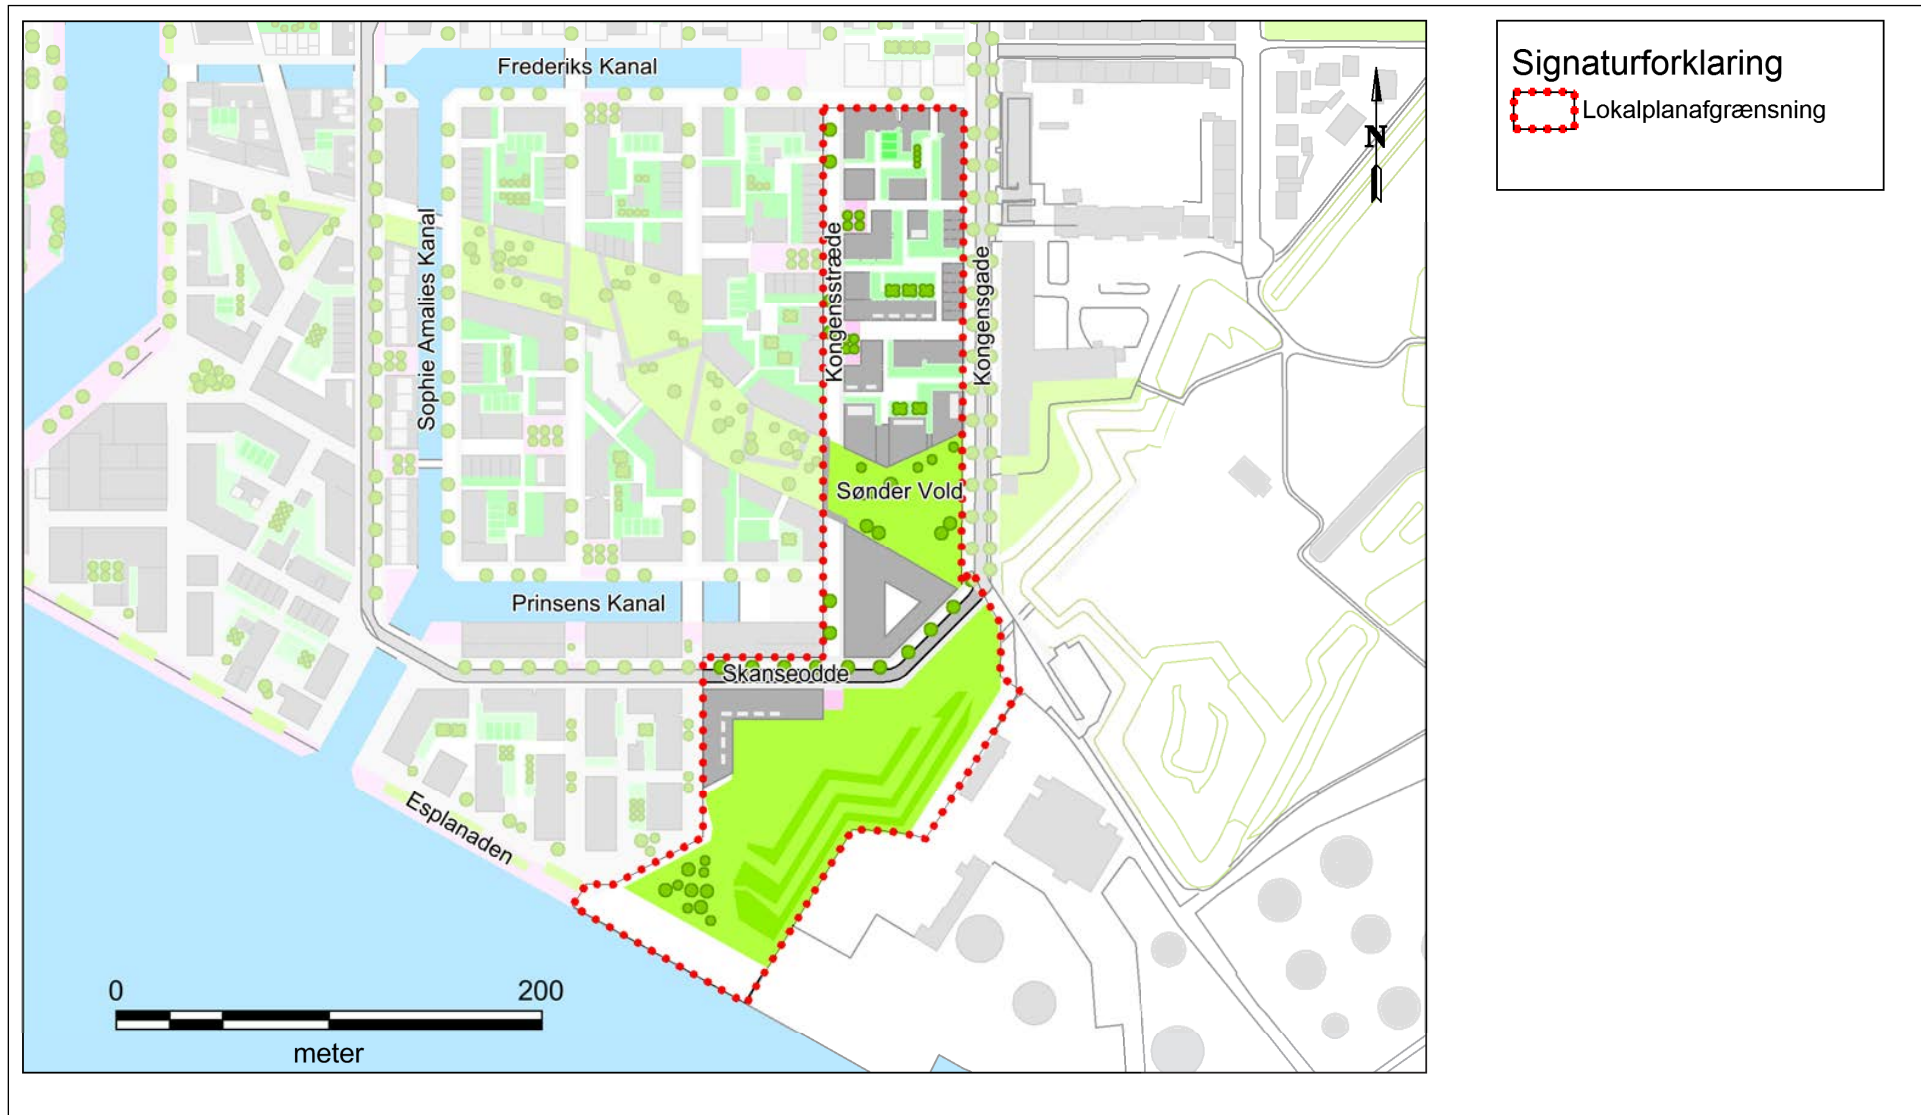 Frederiks Kanal
Signaturforklaring
Lokalplanafgrænsning
N
Sophie Amalies Kanal
Kongensstræde
Kongensgade
Sønder Vold
Prinsens Kanal
Skanseodde
Esplanaden
0 200
meter